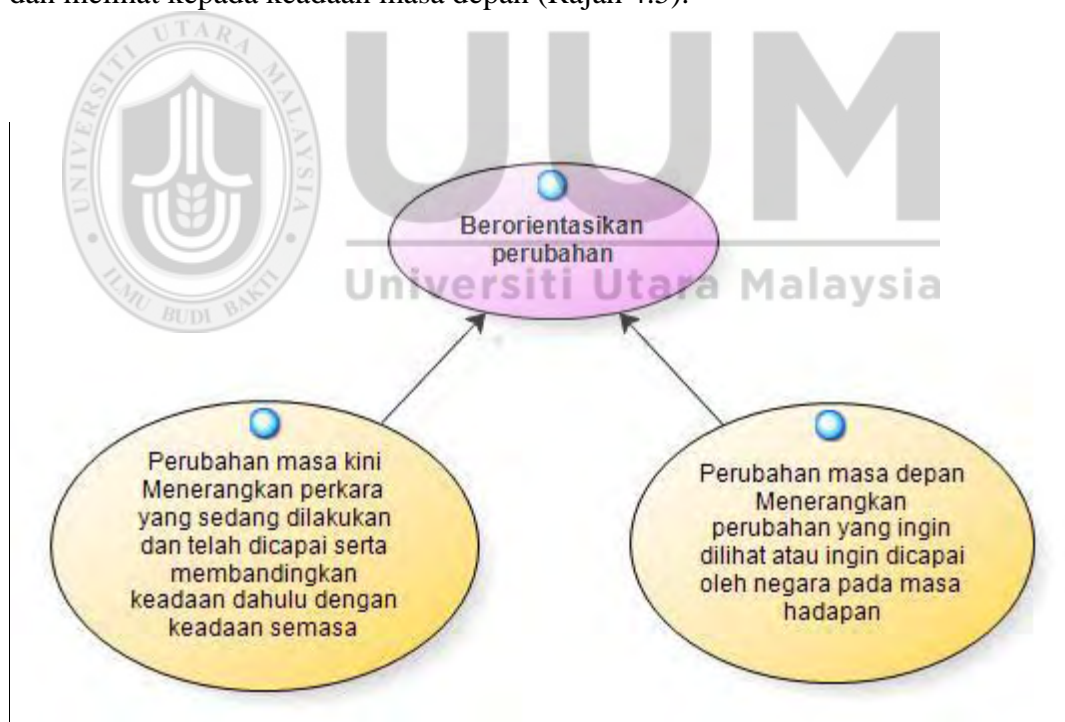 dan melihat kepada keadaan masa depan (Rajah 4.5).
UNIVERSITI UTARA MALAYSIA
ILMU BUDI BAKTI
UUM
Universiti Utara Malaysia
Berorientasikan
perubahan
Perubahan masa kini
Menerangkan perkara
yang sedang dilakukan
dan telah dicapai serta
membandingkan
keadaan dahulu dengan
keadaan semasa
Perubahan masa depan
Menerangkan
perubahan yang ingin
dilihat atau ingin dicapai
oleh negara pada masa
hadapan